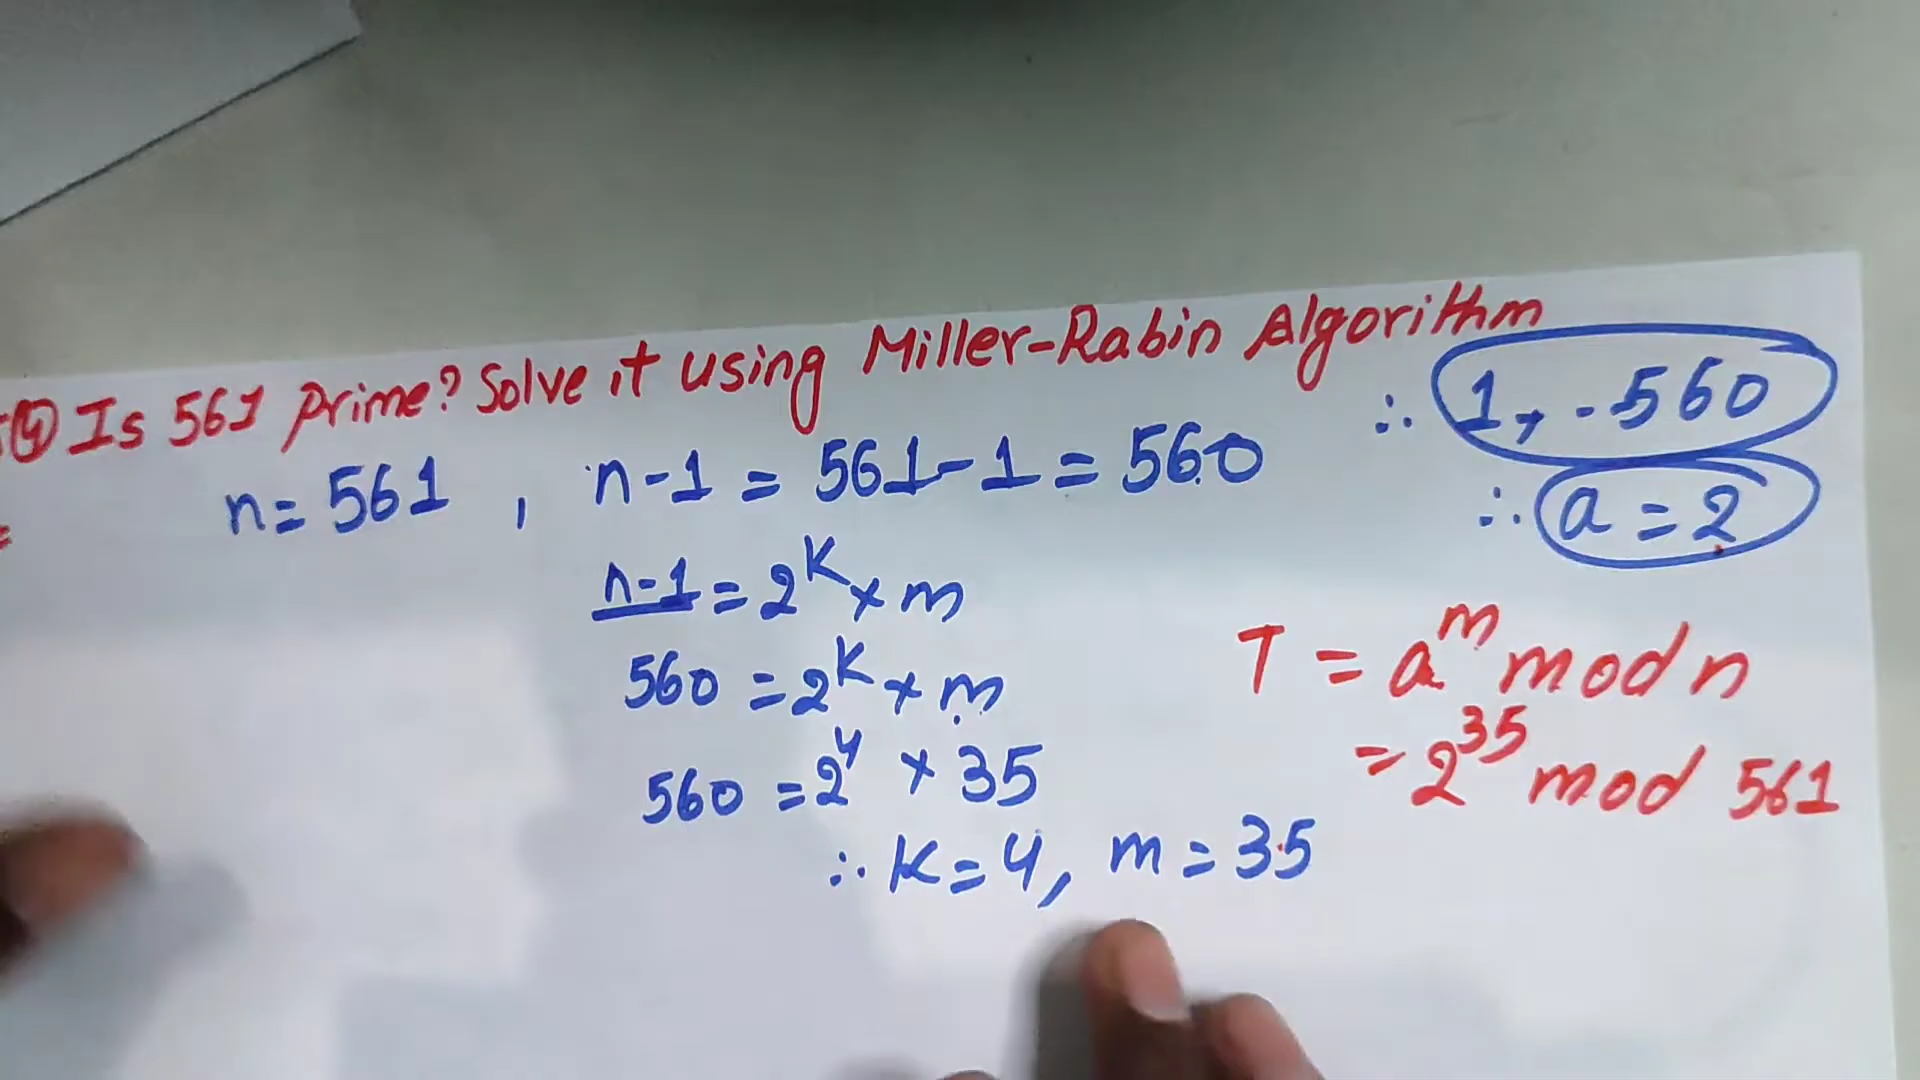 ④ Is 561 prime? Solve it using Miller-Rabin Algorithm
n = 561 , n-1 = 561-1 = 560
n-1 = 2^K × m
560 = 2^K × m
560 = 2^4 × 35
∴ K = 4, m = 35
∴ 1, - 560
∴ a = 2
T = a^m mod n
= 2^35 mod 561